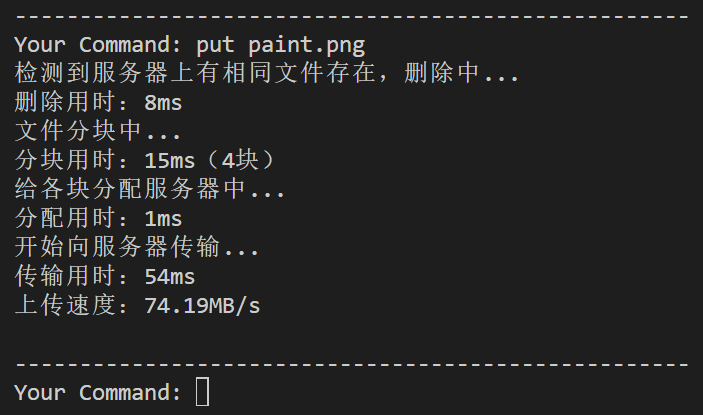 ----------------------------------------------------
Your Command: put paint.png
检测到服务器上有相同文件存在，删除中...
删除用时：8ms
文件分块中...
分块用时：15ms（4块）
给各块分配服务器中...
分配用时：1ms
开始向服务器传输...
传输用时：54ms
上传速度：74.19MB/s
----------------------------------------------------
Your Command: